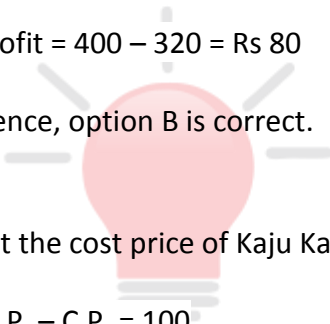 ofit = 400 – 320 = Rs 80
ence, option B is correct.
t the cost price of Kaju Ka
P. – C.P. = 100